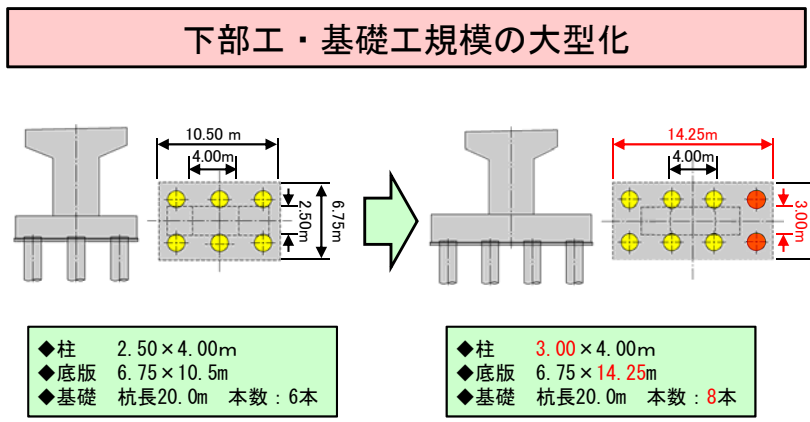 下部工・基礎工規模の大型化
10.50 m
4.00m
2.50m
6.75m
14.25m
4.00m
3.00m
◆柱　2.50×4.00m
◆底版　6.75×10.5m
◆基礎　杭長20.0m　本数：6本
◆柱　3.00×4.00m
◆底版　6.75×14.25m
◆基礎　杭長20.0m　本数：8本